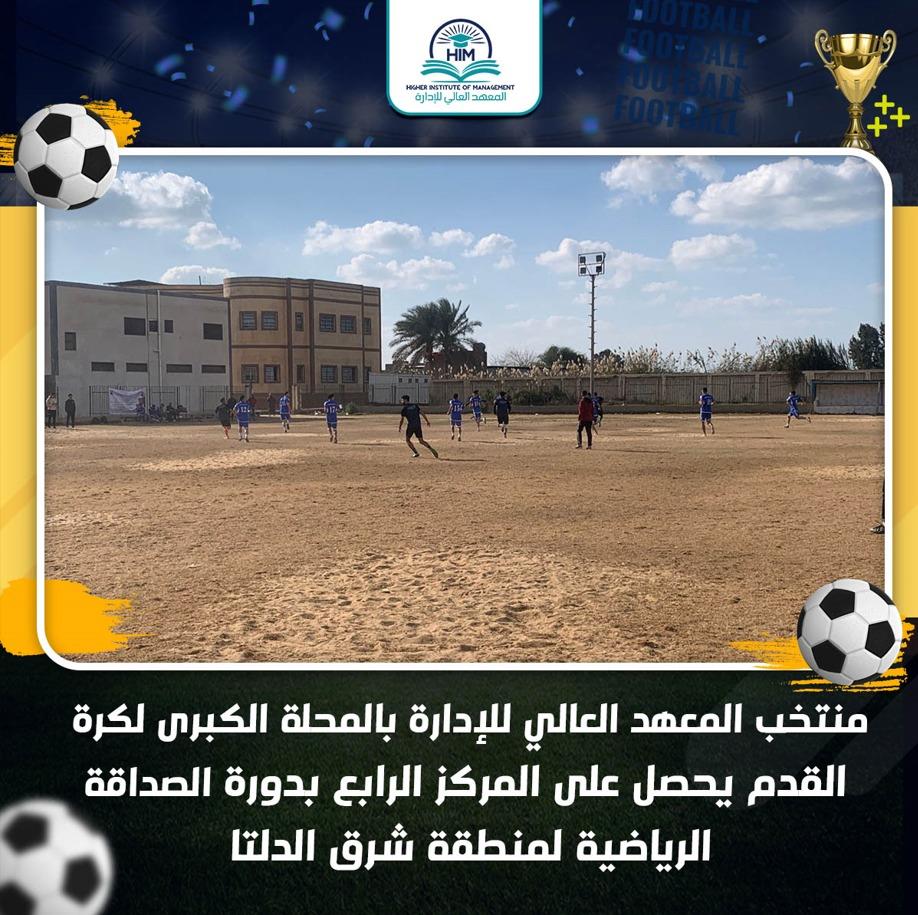 HIM
HIGHER INSTITUTE OF MANAGEMENT
المعهد العالي للإدارة
FOOTBALL
FOOTBALL
FOOTBALL
FOOTBALL
منتخب المعهد العالي للإدارة بالمحلة الكبرى لكرة
القدم يحصل على المركز الرابع بدورة الصداقة
الرياضية لمنطقة شرق الدلتا